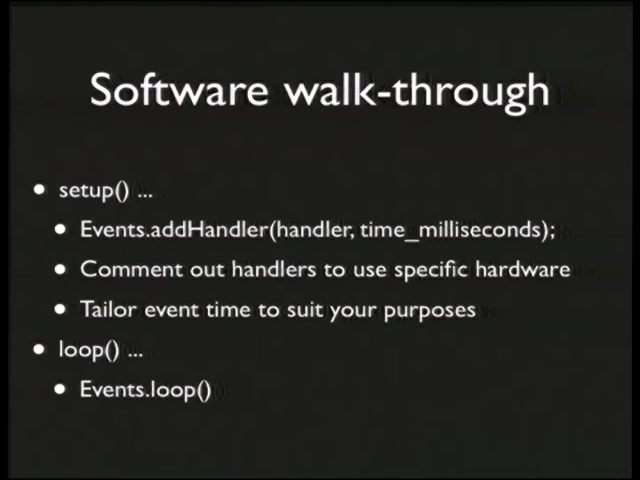 Software walk-through
• setup() ...
• Events.addHandler(handler, time_milliseconds);
• Comment out handlers to use specific hardware
• Tailor event time to suit your purposes
• loop() ...
• Events.loop()